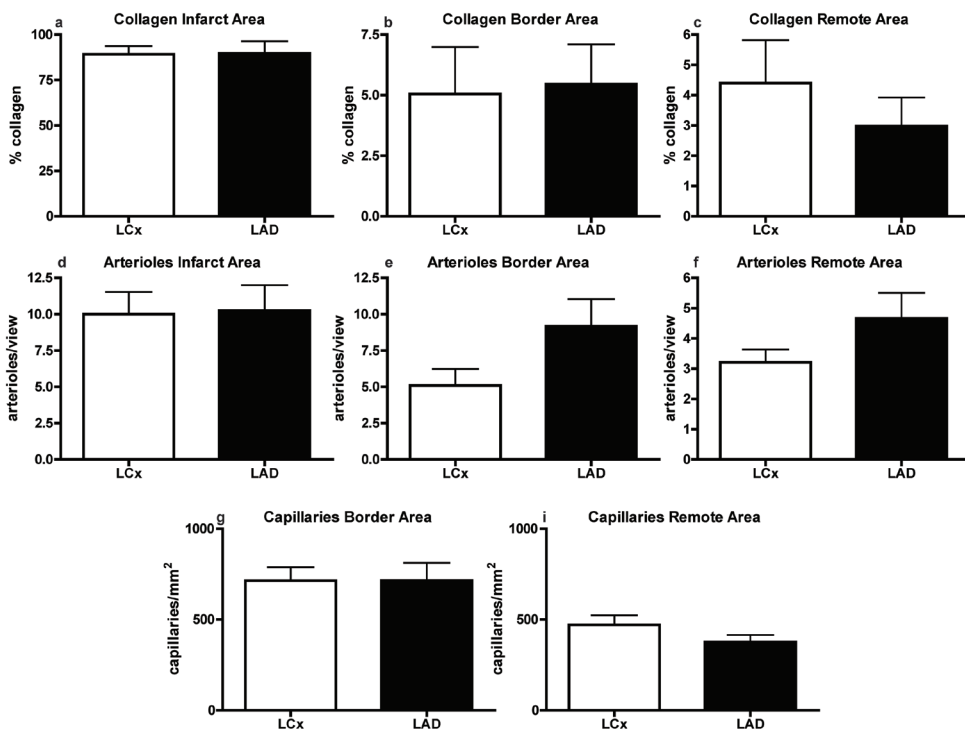 a Collagen Infarct Area
% collagen
100
75
50
25
0
LCx LAD
b Collagen Border Area
% collagen
7.5
5.0
2.5
0.0
LCx LAD
c Collagen Remote Area
% collagen
6
5
4
3
2
1
0
LCx LAD
d Arterioles Infarct Area
arterioles/view
12.5
10.0
7.5
5.0
2.5
0.0
LCx LAD
e Arterioles Border Area
arterioles/view
12.5
10.0
7.5
5.0
2.5
0.0
LCx LAD
f Arterioles Remote Area
arterioles/view
6
5
4
3
2
1
0
LCx LAD
g Capillaries Border Area
capillaries/mm²
1000
500
0
LCx LAD
i Capillaries Remote Area
capillaries/mm²
1000
500
0
LCx LAD